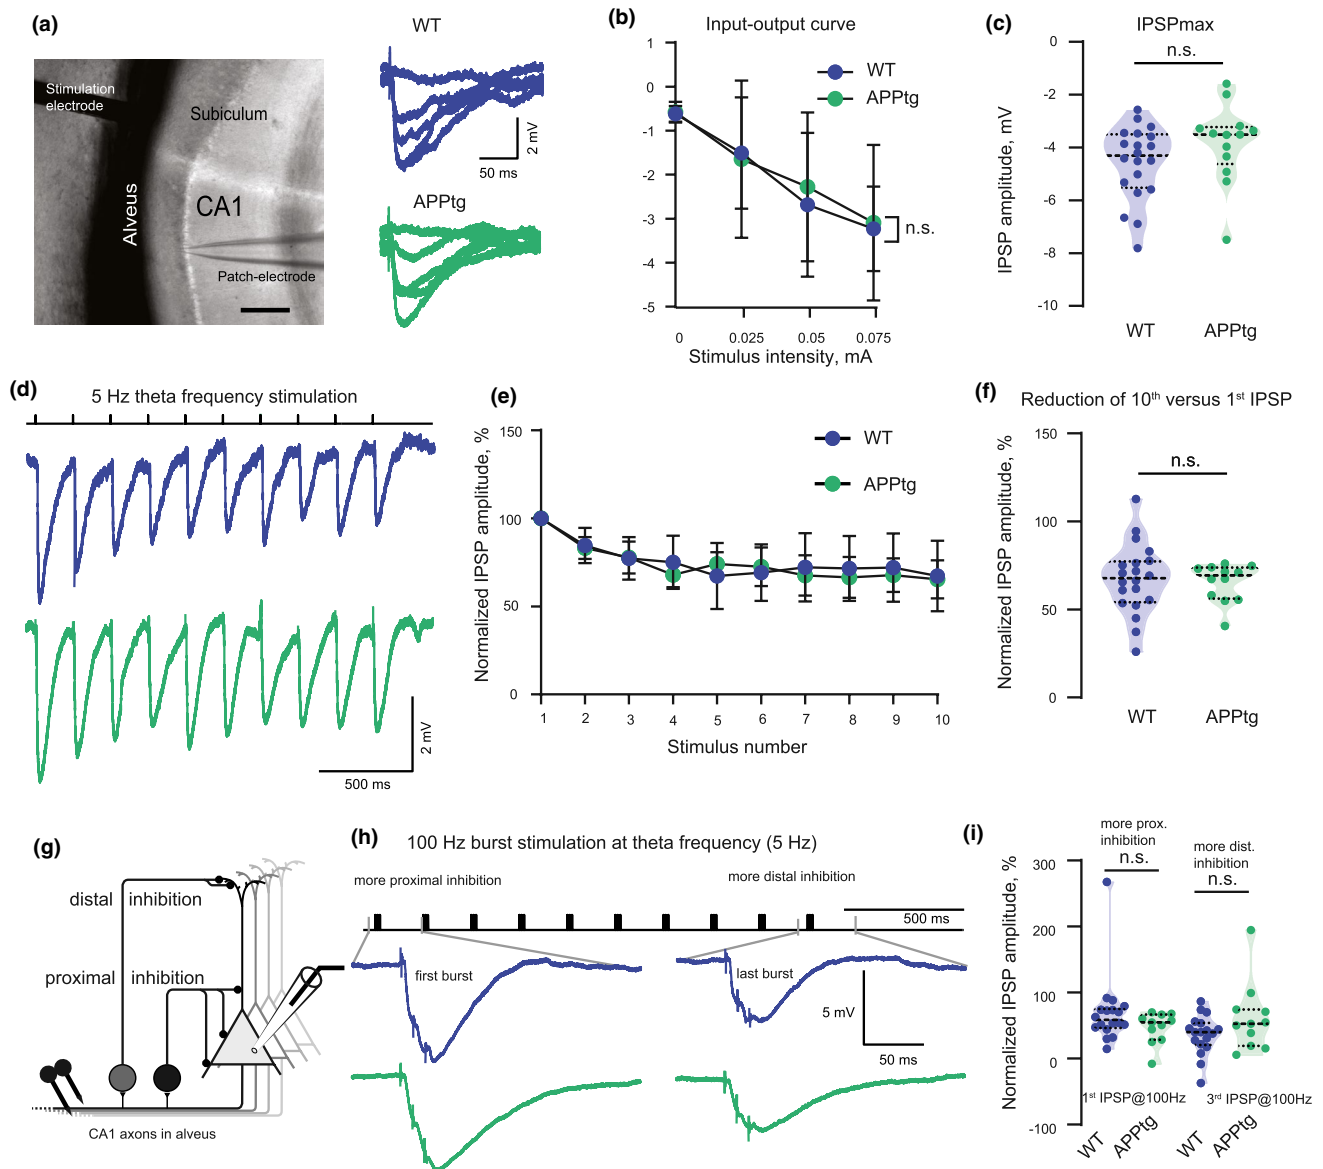 (a)
WT
Stimulation
electrode
Subiculum
Alveus
CA1
Patch-electrode
2 mV
50 ms
APPtg
(b)
Input-output curve
WT
APPtg
1
0
-1
-2
-3
-4
-5
n.s.
0
0.025
0.05
0.075
Stimulus intensity, mA
(c)
IPSPmax
n.s.
IPSP amplitude, mV
0
-2
-4
-6
-8
-10
WT
APPtg
(d)
5 Hz theta frequency stimulation
2 mV
500 ms
(e)
Normalized IPSP amplitude, %
150
100
50
0
WT
APPtg
1
2
3
4
5
6
7
8
9
10
Stimulus number
(f)
Reduction of 10th versus 1st IPSP
n.s.
Normalized IPSP amplitude, %
150
100
50
0
WT
APPtg
(g)
distal inhibition
proximal inhibition
CA1 axons in alveus
(h)
100 Hz burst stimulation at theta frequency (5 Hz)
more proximal inhibition
more distal inhibition
500 ms
first burst
last burst
5 mV
50 ms
(i)
more prox.
inhibition
n.s.
more dist.
inhibition
n.s.
Normalized IPSP amplitude, %
300
200
100
0
-100
1st IPSP@100Hz
3rd IPSP@100Hz
WT
APPtg
WT
APPtg